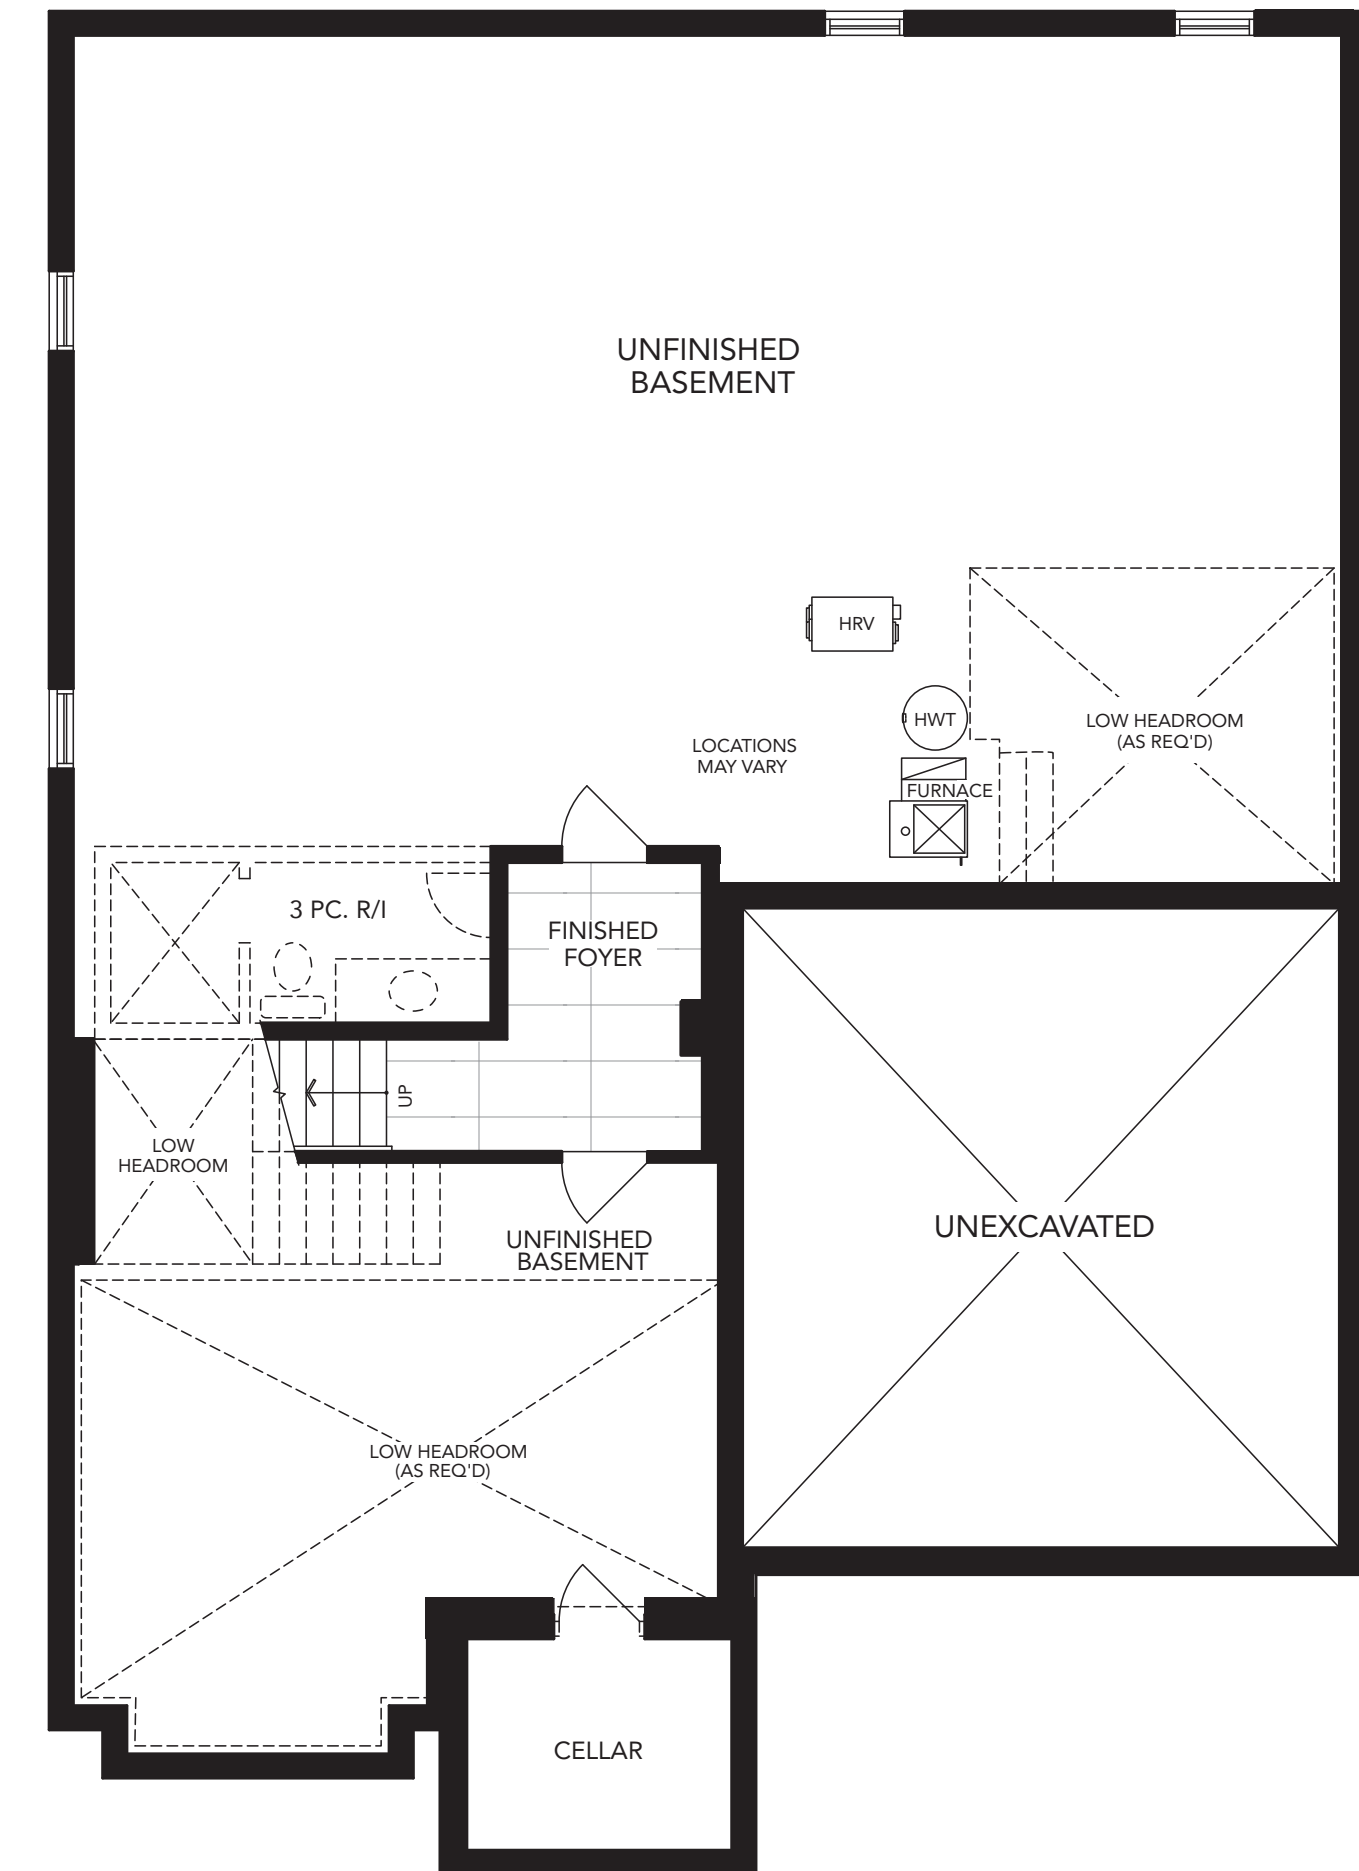 UNFINISHED
BASEMENT
HRV
HWT
LOW HEADROOM
(AS REQ'D)
LOCATIONS
MAY VARY
FURNACE
3 PC. R/I
FINISHED
FOYER
UP
LOW
HEADROOM
UNFINISHED
BASEMENT
UNEXCAVATED
LOW HEADROOM
(AS REQ'D)
CELLAR